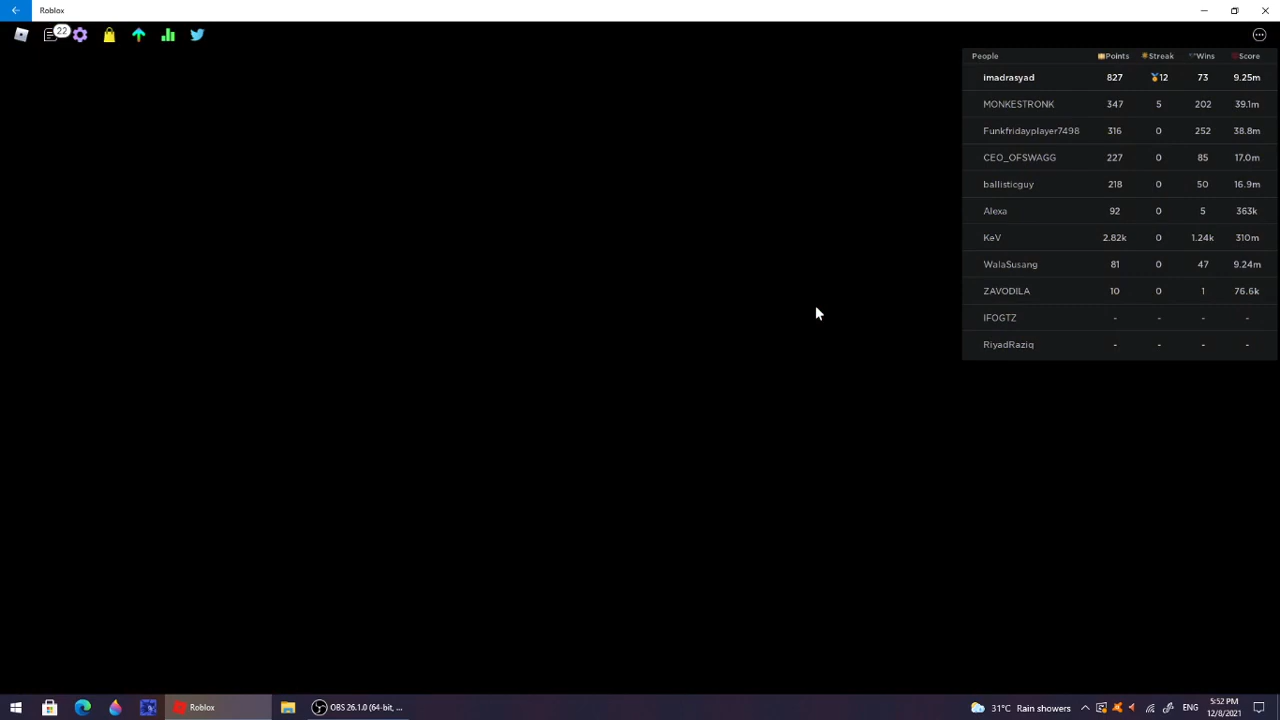 Roblox
22
People Points Streak Wins Score
imadrasyad 827 12 73 9.25m
MONKESTRONK 347 5 202 39.1m
Funkfridayplayer7498 316 0 252 38.8m
CEO_OFSWAGG 227 0 85 17.0m
ballisticguy 218 0 50 16.9m
Alexa 92 0 5 363k
KeV 2.82k 0 1.24k 310m
WalaSusang 81 0 47 9.24m
ZAVODILA 10 0 1 76.6k
IFOGTZ - - - -
RiyadRaziq - - - -
Roblox OBS 26.1.0 (64-bit, ... 31°C Rain showers ENG 5:52 PM
12/8/2021